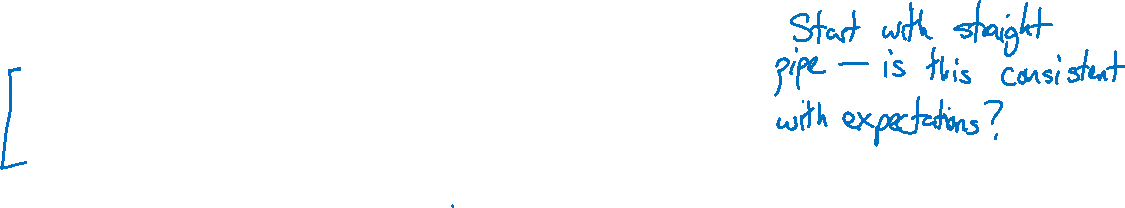 Start with straight
pipe — is this consistent
with expectations?